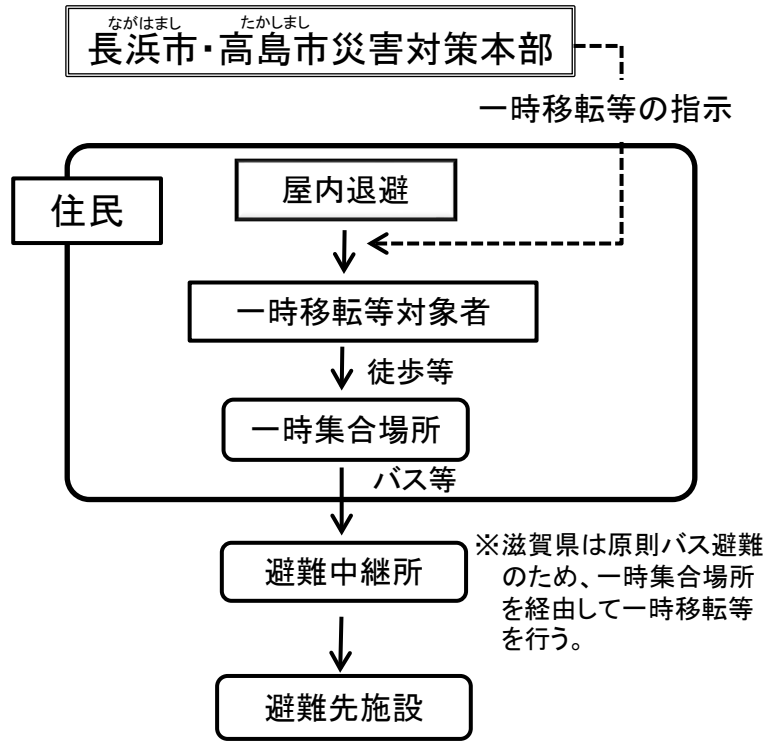 ながはまし たかしまし
長浜市・高島市災害対策本部
一時移転等の指示
住民
屋内退避
一時移転等対象者
徒歩等
一時集合場所
バス等
避難中継所
※滋賀県は原則バス避難
のため、一時集合場所
を経由して一時移転等
を行う。
避難先施設